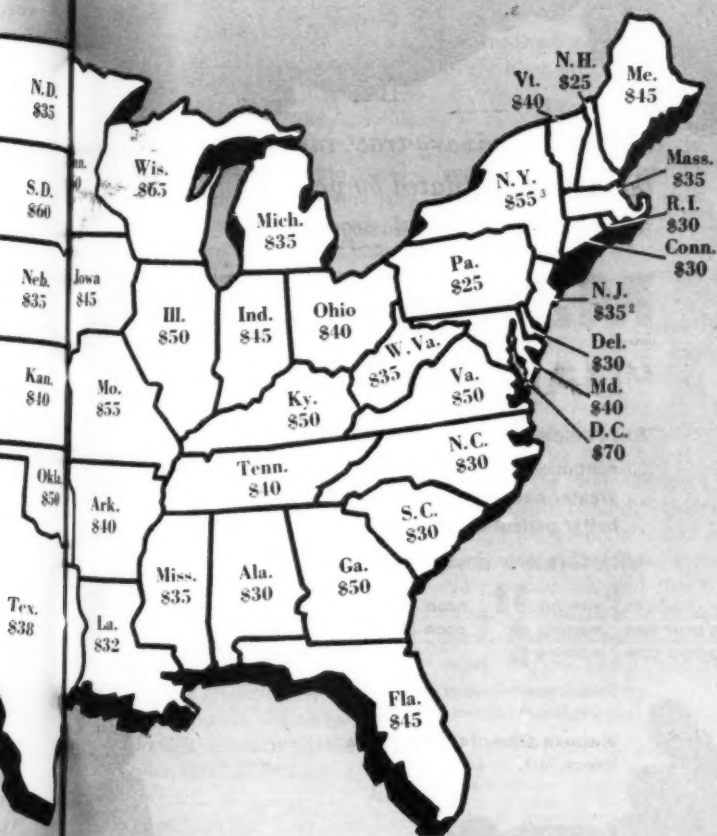 N.D.
$35
S.D.
$60
Neb.
$35
Kan.
$40
Okla.
$50
Tex.
$38
Iowa
$45
Mo.
$55
Ark.
$40
La.
$32
Wis.
$65
Ill.
$50
Mich.
$35
Ind.
$45
Ohio
$40
Ky.
$50
Tenn.
$40
Miss.
$35
Ala.
$30
Ga.
$50
Fla.
$45
S.C.
$30
N.C.
$30
Va.
$50
W.Va.
$35
Pa.
$25
N.Y.
$55³
Vt.
$40
N.H.
$25
Me.
$45
Mass.
$35
R.I.
$30
Conn.
$30
N.J.
$35²
Del.
$30
Md.
$40
D.C.
$70